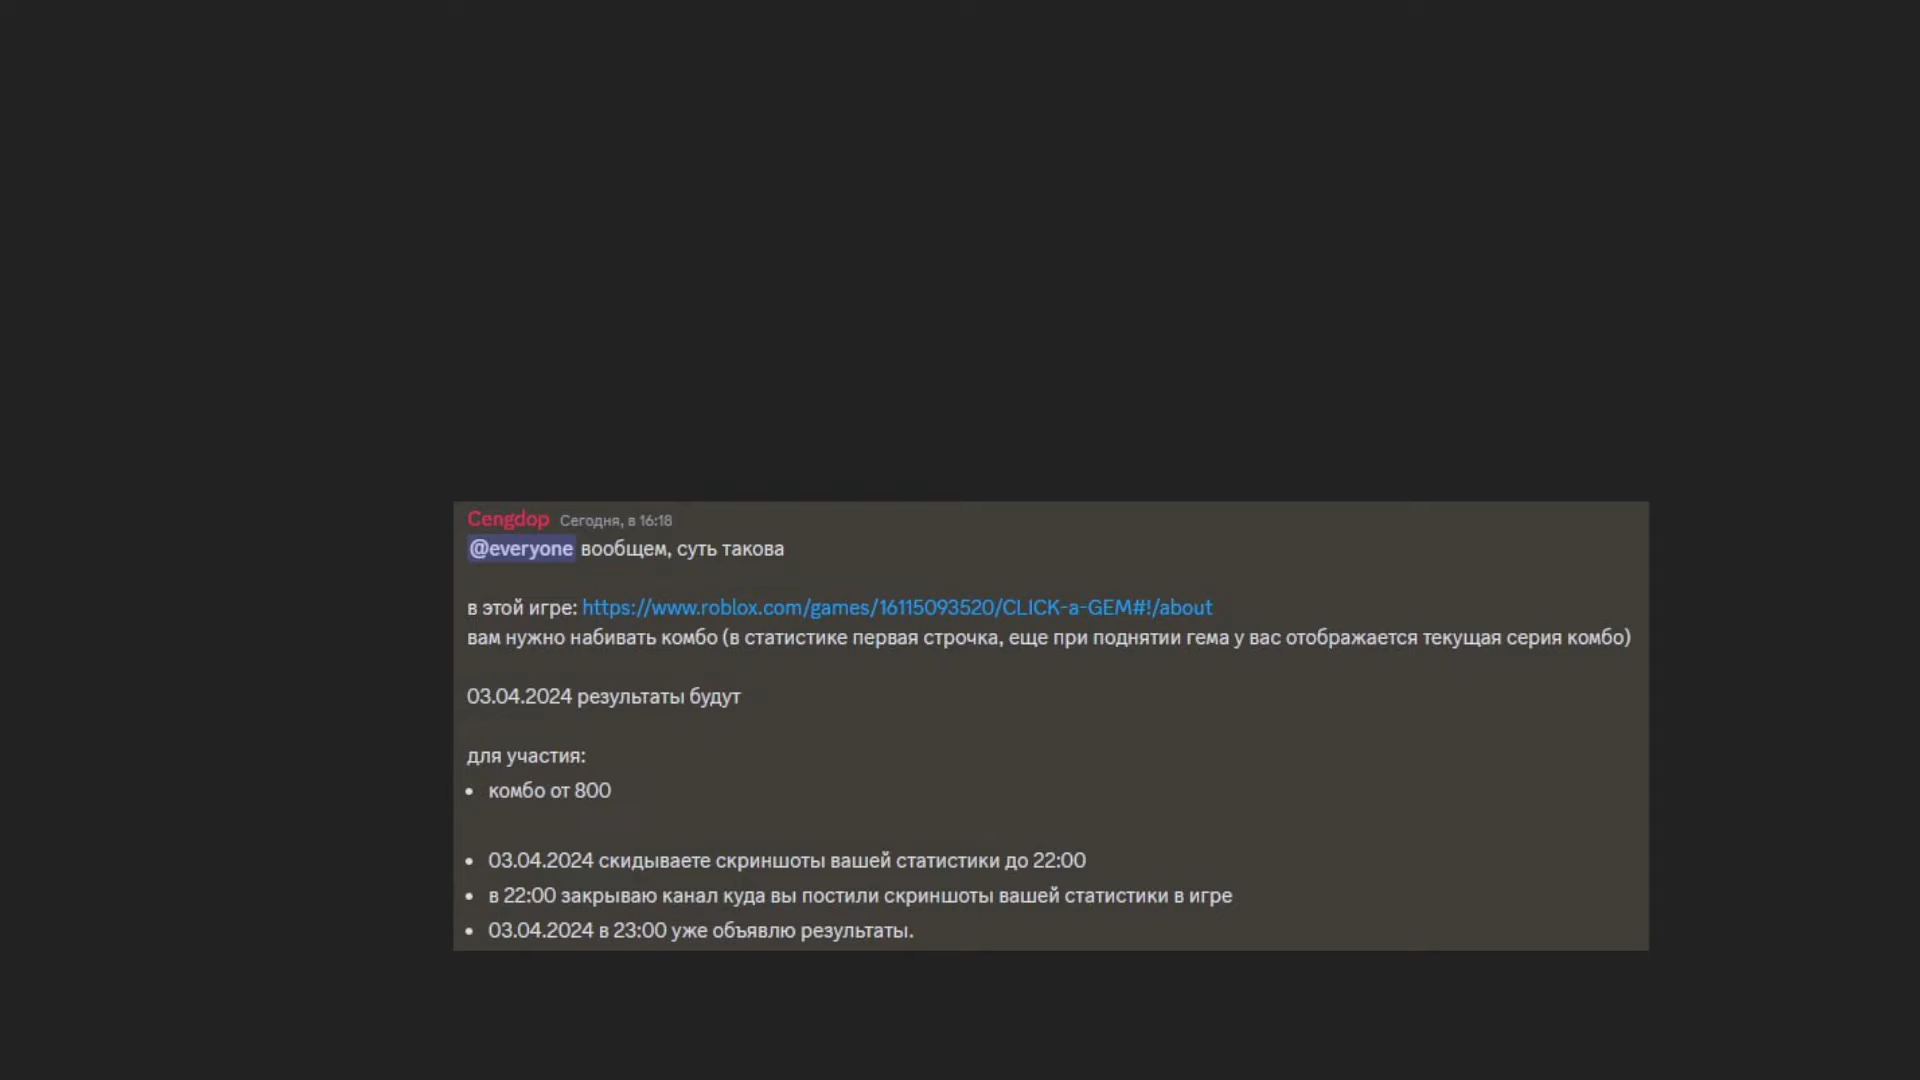 Cengdop Сегодня, в 16:18
@everyone вообщем, суть такова
в этой игре: https://www.roblox.com/games/16115093520/CLICK-a-GEM#!/about
вам нужно набивать комбо (в статистике первая строчка, еще при поднятии гема у вас отображается текущая серия комбо)
03.04.2024 результаты будут
для участия:
• комбо от 800
• 03.04.2024 скидываете скриншоты вашей статистики до 22:00
• в 22:00 закрываю канал куда вы постили скриншоты вашей статистики в игре
• 03.04.2024 в 23:00 уже объявлю результаты.